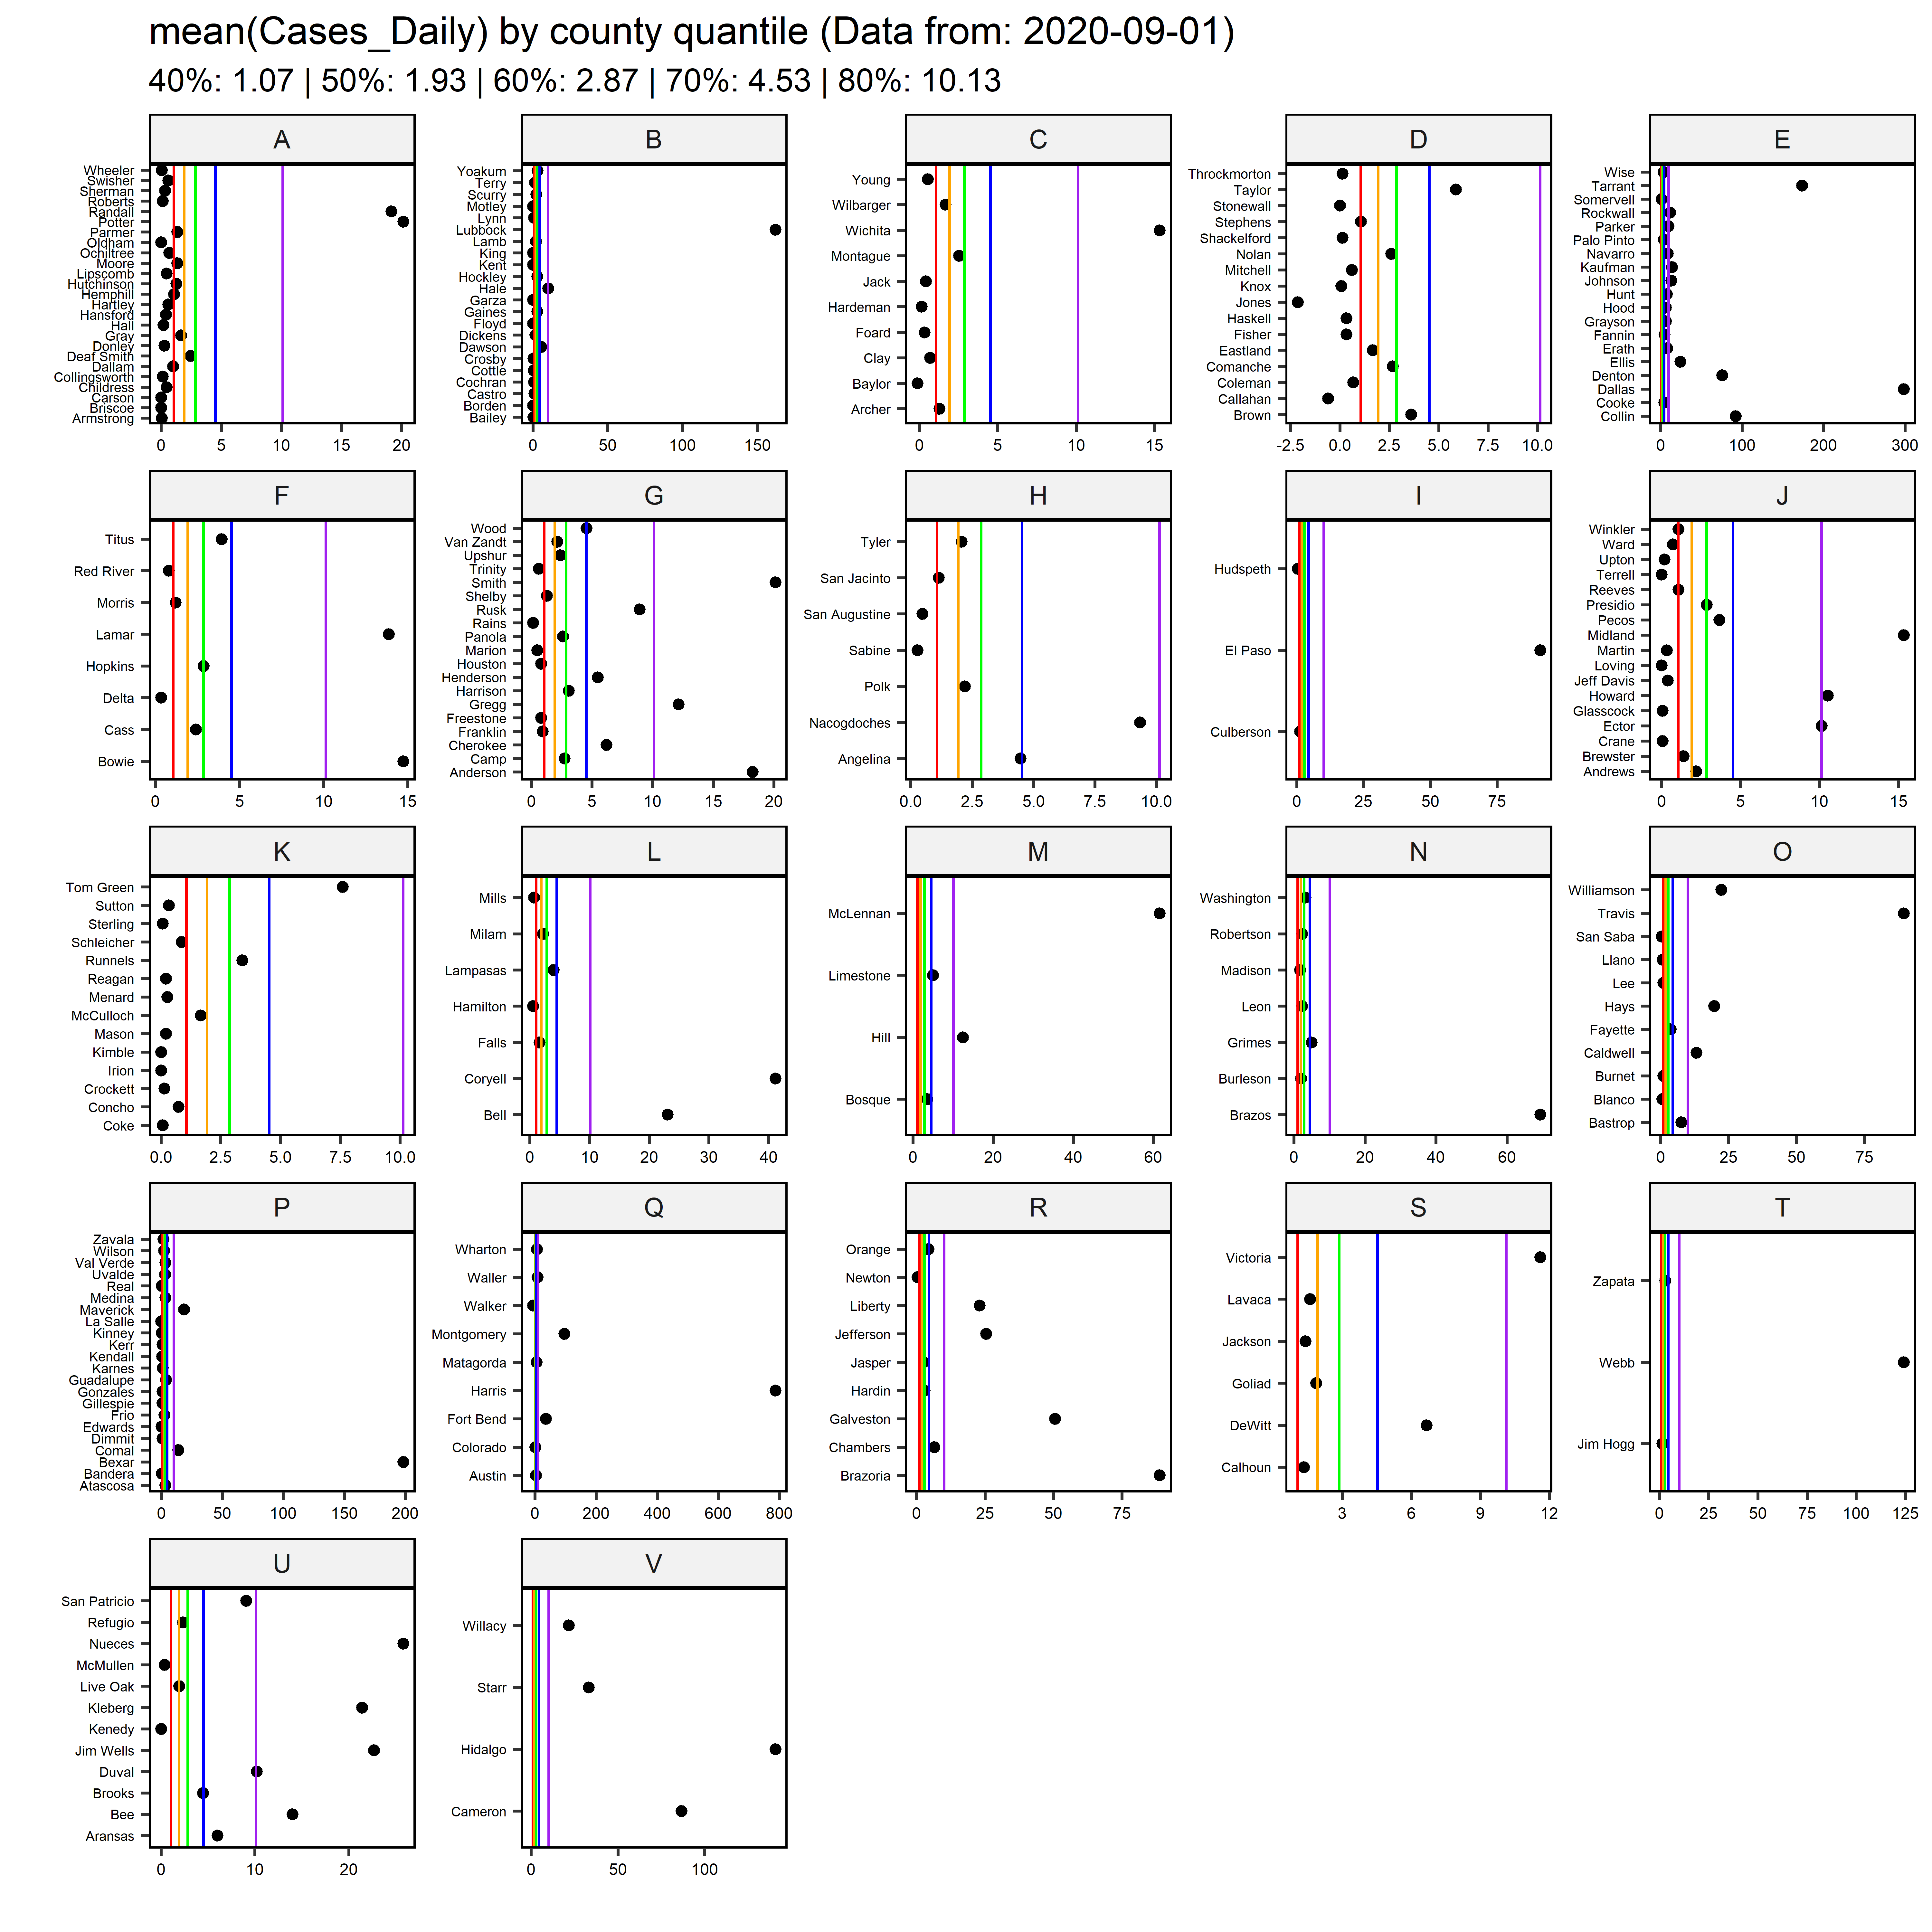 mean(Cases_Daily) by county quantile (Data from: 2020-09-01)
40%: 1.07 | 50%: 1.93 | 60%: 2.87 | 70%: 4.53 | 80%: 10.13
A
Wheeler
Swisher
Sherman
Roberts
Randall
Potter
Parmer
Oldham
Ochiltree
Moore
Lipscomb
Hutchinson
Hemphill
Hartley
Hansford
Hall
Gray
Donley
Deaf Smith
Dallam
Collingsworth
Childress
Carson
Briscoe
Armstrong
0 5 10 15 20
B
Yoakum
Terry
Scurry
Motley
Lynn
Lubbock
Lamb
King
Kent
Hockley
Hale
Garza
Gaines
Floyd
Dickens
Dawson
Crosby
Cottle
Cochran
Castro
Borden
Bailey
0 50 100 150
C
Young
Wilbarger
Wichita
Montague
Jack
Hardeman
Foard
Clay
Baylor
Archer
0 5 10 15
D
Throckmorton
Taylor
Stonewall
Stephens
Shackelford
Nolan
Mitchell
Knox
Jones
Haskell
Fisher
Eastland
Comanche
Coleman
Callahan
Brown
-2.5 0.0 2.5 5.0 7.5 10.0
E
Wise
Tarrant
Somervell
Rockwall
Parker
Palo Pinto
Navarro
Kaufman
Johnson
Hunt
Hood
Grayson
Fannin
Erath
Ellis
Denton
Dallas
Cooke
Collin
0 100 200 300
F
Titus
Red River
Morris
Lamar
Hopkins
Delta
Cass
Bowie
0 5 10 15
G
Wood
Van Zandt
Upshur
Trinity
Smith
Shelby
Rusk
Rains
Panola
Marion
Houston
Henderson
Harrison
Gregg
Freestone
Franklin
Cherokee
Camp
Anderson
0 5 10 15 20
H
Tyler
San Jacinto
San Augustine
Sabine
Polk
Nacogdoches
Angelina
0.0 2.5 5.0 7.5 10.0
I
Hudspeth
El Paso
Culberson
0 25 50 75
J
Winkler
Ward
Upton
Terrell
Reeves
Presidio
Pecos
Midland
Martin
Loving
Jeff Davis
Howard
Glasscock
Ector
Crane
Brewster
Andrews
0 5 10 15
K
Tom Green
Sutton
Sterling
Schleicher
Runnels
Reagan
Menard
McCulloch
Mason
Kimble
Irion
Crockett
Concho
Coke
0.0 2.5 5.0 7.5 10.0
L
Mills
Milam
Lampasas
Hamilton
Falls
Coryell
Bell
0 10 20 30 40
M
McLennan
Limestone
Hill
Bosque
0 20 40 60
N
Washington
Robertson
Madison
Leon
Grimes
Burleson
Brazos
0 20 40 60
O
Williamson
Travis
San Saba
Llano
Lee
Hays
Fayette
Caldwell
Burnet
Blanco
Bastrop
0 25 50 75
P
Zavala
Wilson
Val Verde
Uvalde
Real
Medina
Maverick
La Salle
Kinney
Kerr
Kendall
Karnes
Guadalupe
Gonzales
Gillespie
Frio
Edwards
Dimmit
Comal
Bexar
Bandera
Atascosa
0 50 100 150 200
Q
Wharton
Waller
Walker
Montgomery
Matagorda
Harris
Fort Bend
Colorado
Austin
0 200 400 600 800
R
Orange
Newton
Liberty
Jefferson
Jasper
Hardin
Galveston
Chambers
Brazoria
0 25 50 75
S
Victoria
Lavaca
Jackson
Goliad
DeWitt
Calhoun
3 6 9 12
T
Zapata
Webb
Jim Hogg
0 25 50 75 100 125
U
San Patricio
Refugio
Nueces
McMullen
Live Oak
Kleberg
Kenedy
Jim Wells
Duval
Brooks
Bee
Aransas
0 10 20
V
Willacy
Starr
Hidalgo
Cameron
0 50 100